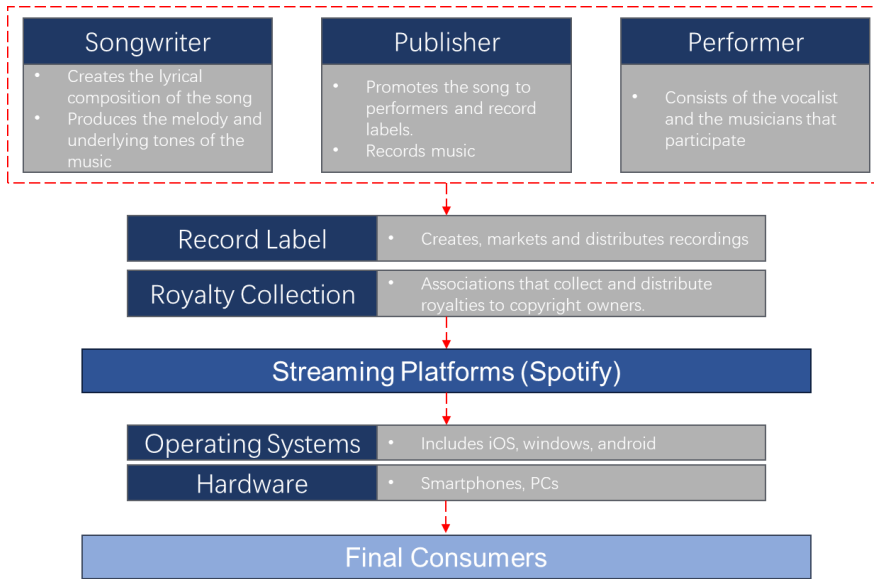 Songwriter
• Creates the lyrical
composition of the song
• Produces the melody and
underlying tones of the
music
Publisher
• Promotes the song to
performers and record
labels.
• Records music
Performer
• Consists of the vocalist
and the musicians that
participate
Record Label
• Creates, markets and distributes recordings
Royalty Collection
• Associations that collect and distribute
royalties to copyright owners.
Streaming Platforms (Spotify)
Operating Systems
• Includes iOS, windows, android
Hardware
• Smartphones, PCs
Final Consumers